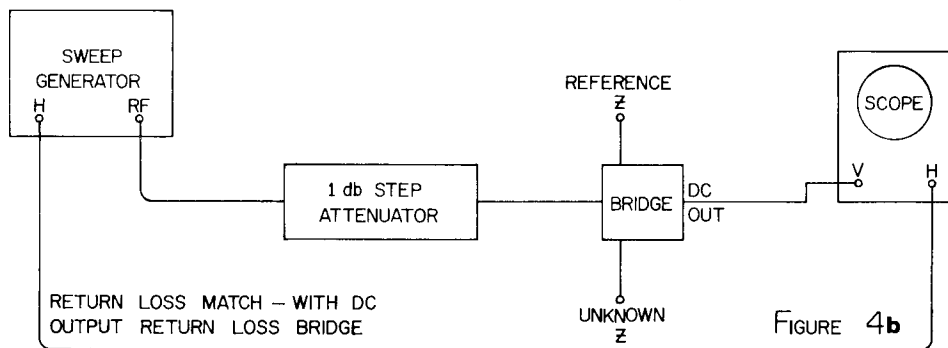 SWEEP
GENERATOR
H
RF
REFERENCE
Z
SCOPE
V
H
1 db STEP
ATTENUATOR
BRIDGE
DC
OUT
UNKNOWN
Z
RETURN LOSS MATCH – WITH DC
OUTPUT RETURN LOSS BRIDGE
FIGURE 4b